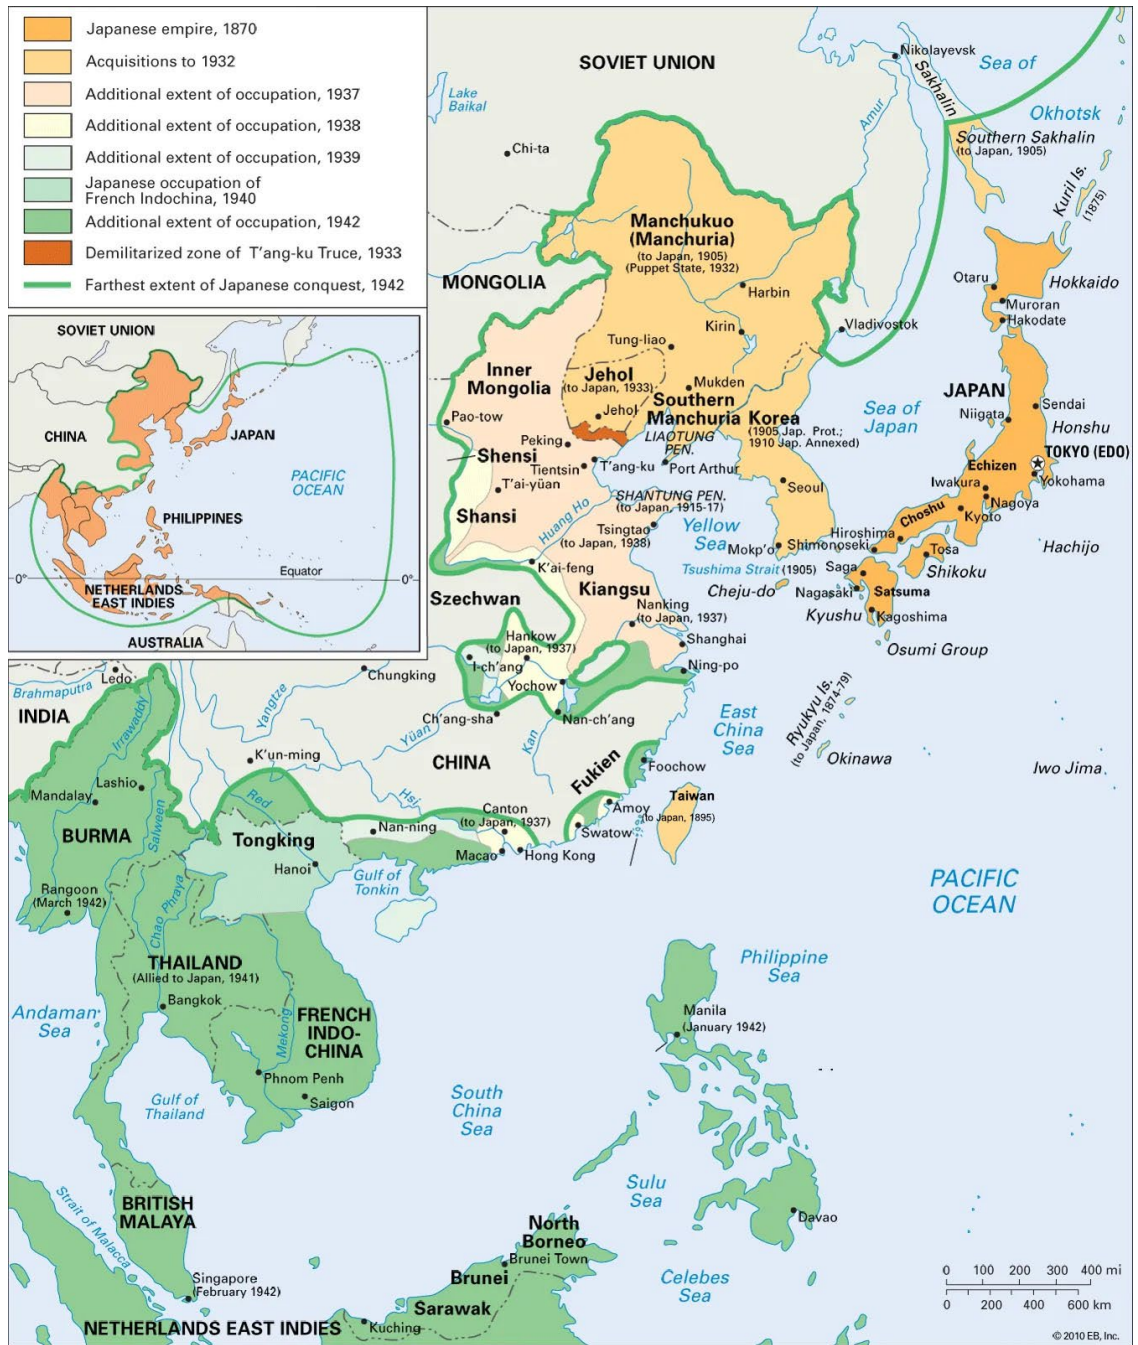 Japanese empire, 1870
Acquisitions to 1932
Additional extent of occupation, 1937
Additional extent of occupation, 1938
Additional extent of occupation, 1939
Japanese occupation of
French Indochina, 1940
Additional extent of occupation, 1942
Demilitarized zone of T'ang-ku Truce, 1933
Farthest extent of Japanese conquest, 1942
SOVIET UNION
CHINA
JAPAN
PACIFIC
OCEAN
PHILIPPINES
0°
Equator
0°
NETHERLANDS
EAST INDIES
AUSTRALIA
SOVIET UNION
Lake
Baikal
Chi-ta
Nikolayevsk
Sea of
Okhotsk
Sakhalin
Amur
Southern Sakhalin
(to Japan, 1905)
Kuril Is.
(1875)
Manchukuo
(Manchuria)
(to Japan, 1905)
(Puppet State, 1932)
MONGOLIA
Harbin
Kirin
Vladivostok
Tung-liao
Otaru
Hokkaido
Muroran
Hakodate
Inner
Mongolia
Jehol
(to Japan, 1933)
Jehol
Mukden
Southern
Manchuria
Korea
(1905 Jap. Prot.;
1910 Jap. Annexed)
JAPAN
Sea of
Japan
Niigata
Sendai
Honshu
Pao-tow
Peking
LIAOTUNG
PEN.
TOKYO (EDO)
Shensi
Tientsin
T'ang-ku
Port Arthur
Echizen
Yokohama
T'ai-yüan
Seoul
Iwakura
Nagoya
Shansi
Huang Ho
SHANTUNG PEN.
(to Japan, 1915-17)
Choshu
Kyoto
Tsingtao
(to Japan, 1938)
Yellow
Sea
Hiroshima
Mokp'o
Shimonoseki
Tosa
Hachijo
K'ai-feng
Tsushima Strait (1905)
Saga
Shikoku
Kiangsu
Cheju-do
Nagasaki
Satsuma
Szechwan
Nanking
(to Japan, 1937)
Kyushu
Kagoshima
Hankow
(to Japan, 1937)
Shanghai
Osumi Group
I-ch'ang
Ning-po
Chungking
Yochow
Ledo
Brahmaputra
INDIA
Irrawaddy
Yangtze
Ch'ang-sha
Nan-ch'ang
Yüan
Kan
East
China
Sea
Ryukyu Is.
(to Japan, 1874-79)
Okinawa
Iwo Jima
K'un-ming
CHINA
Fukien
Foochow
Lashio
Mandalay
Salween
Red
Hsi
Canton
(to Japan, 1937)
Amoy
Taiwan
(to Japan, 1895)
BURMA
Tongking
Nan-ning
Swatow
Macao
Hong Kong
Hanoi
Gulf of
Tonkin
Rangoon
(March 1942)
Chao Phraya
PACIFIC
OCEAN
THAILAND
(Allied to Japan, 1941)
Bangkok
Philippine
Sea
Andaman
Sea
FRENCH
INDO-
CHINA
Mekong
Manila
(January 1942)
Phnom Penh
Saigon
Gulf of
Thailand
South
China
Sea
Sulu
Sea
BRITISH
MALAYA
Strait of Malacca
North
Borneo
Davao
Brunei Town
Brunei
Singapore
(February 1942)
Celebes
Sea
Sarawak
NETHERLANDS EAST INDIES
Kuching
0 100 200 300 400 mi
0 200 400 600 km
© 2010 EB, Inc.